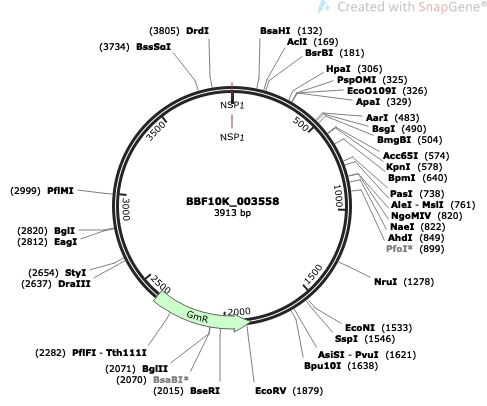 Created with SnapGene®
(3805) DrdI
BsaHI (132)
(3734) BssSαI
AclI (169)
BsrBI (181)
HpaI (306)
PspOMI (325)
EcoO109I (326)
ApaI (329)
NSP1
NSP1
AarI (483)
BsgI (490)
BmgBI (504)
500
3500
Acc65I (574)
KpnI (578)
BpmI (640)
PasI (738)
AleI - MslI (761)
NgoMIV (820)
NaeI (822)
AhdI (849)
PfoI* (899)
(2999) PflMI
3000
1000
BBF10K_003558
3913 bp
(2820) BglI
(2812) EagI
(2654) StyI
(2637) DraIII
NruI (1278)
2500
1500
GmR
2000
EcoNI (1533)
SspI (1546)
AsiSI - PvuI (1621)
Bpu10I (1638)
(2282) PflFI - Tth111I
(2071) BglII
(2070) BsaBI*
(2015) BseRI
EcoRV (1879)